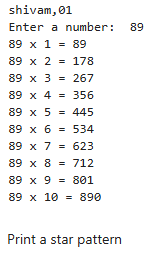 shivam,01
Enter a number:  89
89 x 1 = 89
89 x 2 = 178
89 x 3 = 267
89 x 4 = 356
89 x 5 = 445
89 x 6 = 534
89 x 7 = 623
89 x 8 = 712
89 x 9 = 801
89 x 10 = 890
Print a star pattern